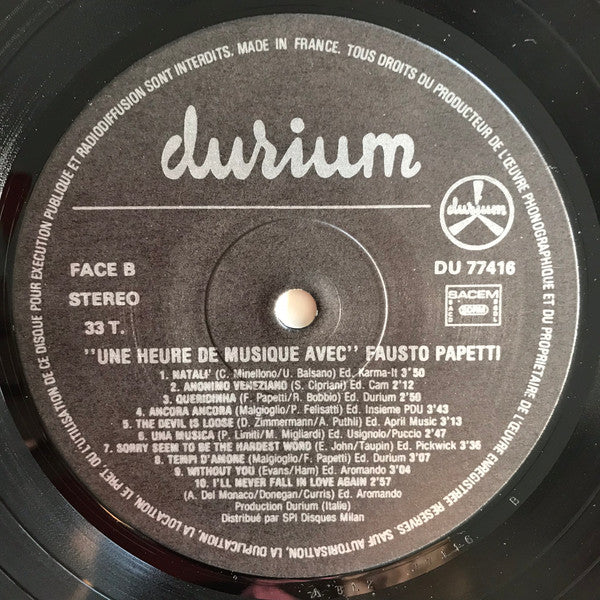 MADE IN FRANCE. TOUS DROITS DU PRODUCTEUR DE L'ŒUVRE PHONOGRAPHIQUE ET DU PROPRIETAIRE DE L'ŒUVRE ENREGISTREE RESERVES. SAUF AUTORISATION, LA DUPLICATION, LA LOCATION, LE PRET, OU L'UTILISATION DE CE DISQUE POUR EXECUTION PUBLIQUE ET RADIODIFFUSION SONT INTERDITS.
durium
durium
FACE B
DU 77416
STEREO
SACEM
33 T.
"UNE HEURE DE MUSIQUE AVEC" FAUSTO PAPETTI
1. NATALI' (C. Minellono/U. Balsano) Ed. Karma-It 3'50
2. ANONIMO VENEZIANO (S. Cipriani) Ed. Cam 2'12
3. QUERIDINHA (F. Papetti/R. Bobbio) Ed. Durium 2'50
4. ANCORA ANCORA (Malgioglio/P. Felisatti) Ed. Insieme PDU 3'43
5. THE DEVIL IS LOOSE (D. Zimmermann/A. Puthli) Ed. April Music 3'13
6. UNA MUSICA (P. Limiti/M. Migliardi) Ed. Usignolo/Puccio 2'47
7. SORRY SEEM TO BE THE HARDEST WORD (E. John/Taupin) Ed. Pickwick 3'36
8. TEMPI D'AMORE (Malgioglio/F. Papetti) Ed. Durium 3'07
9. WITHOUT YOU (Evans/Ham) Ed. Aromando 3'04
10. I'LL NEVER FALL IN LOVE AGAIN 2'57
(A. Del Monaco/Donegan/Curris) Ed. Aromando
Production Durium (Italie)
Distribué par SPI Disques Milan